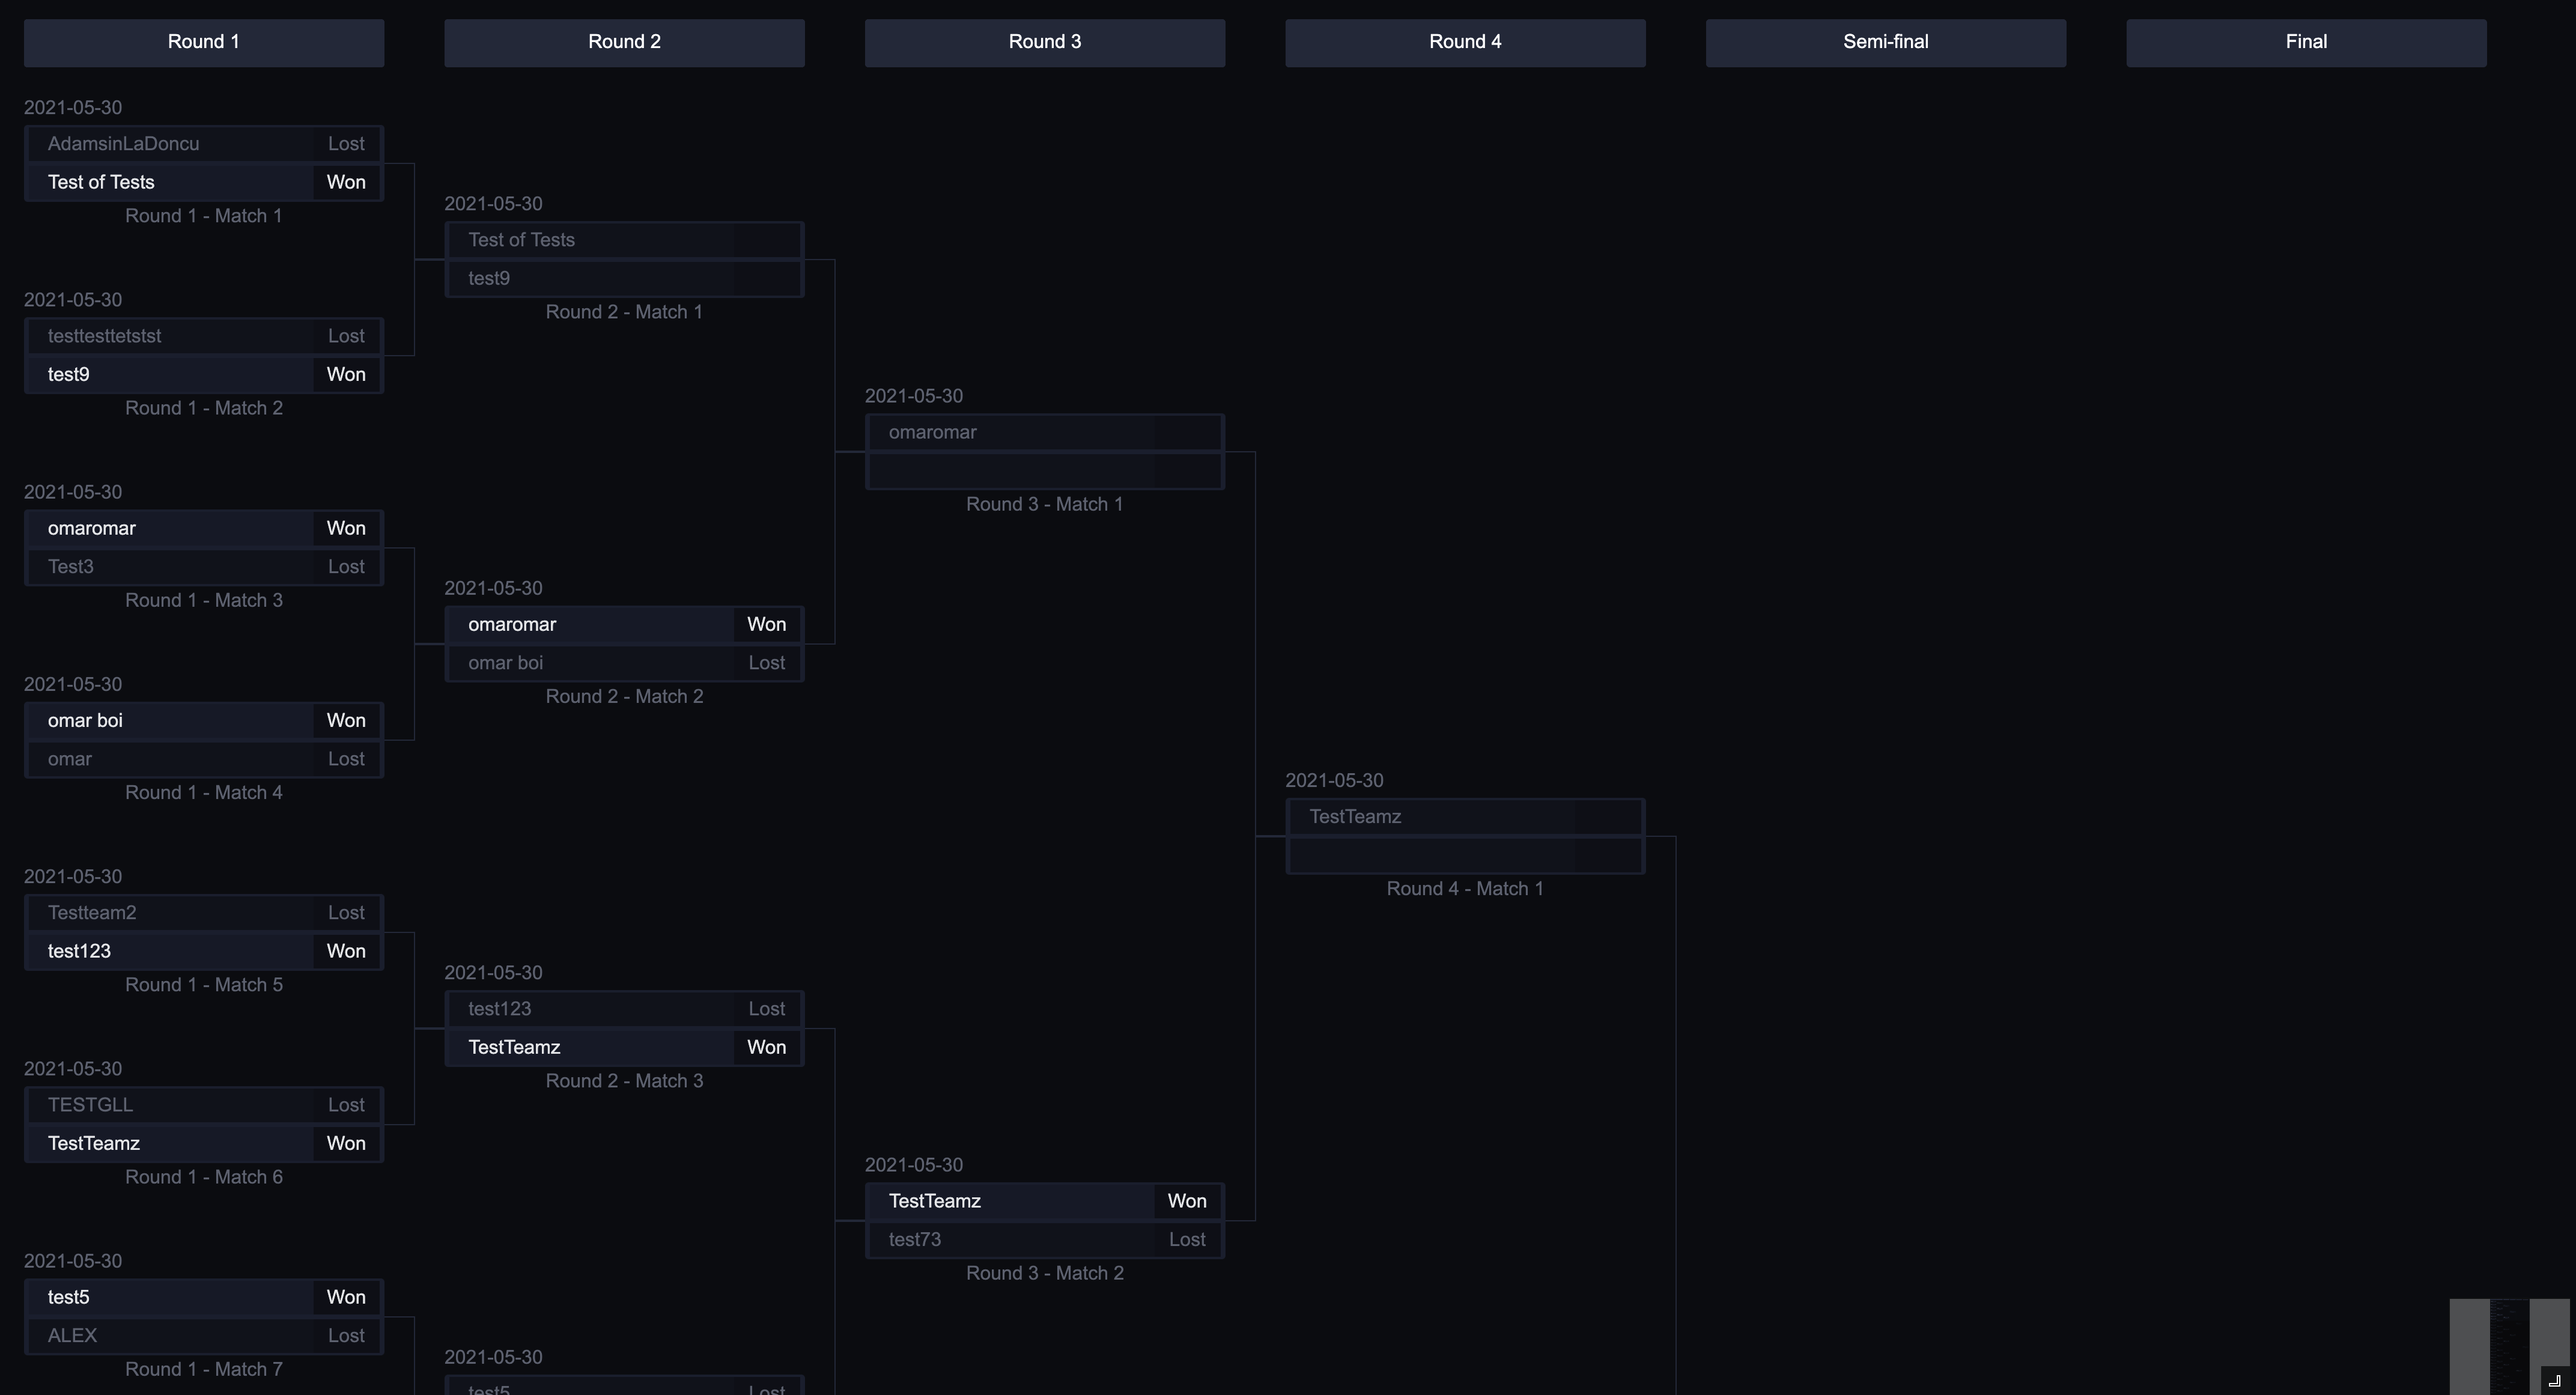 Round 1
Round 2
Round 3
Round 4
Semi-final
Final
2021-05-30
AdamsinLaDoncu Lost
Test of Tests Won
Round 1 - Match 1
2021-05-30
testtesttetstst Lost
test9 Won
Round 1 - Match 2
2021-05-30
omaromar Won
Test3 Lost
Round 1 - Match 3
2021-05-30
omar boi Won
omar Lost
Round 1 - Match 4
2021-05-30
Testteam2 Lost
test123 Won
Round 1 - Match 5
2021-05-30
TESTGLL Lost
TestTeamz Won
Round 1 - Match 6
2021-05-30
test5 Won
ALEX Lost
Round 1 - Match 7
2021-05-30
Test of Tests
test9
Round 2 - Match 1
2021-05-30
omaromar Won
omar boi Lost
Round 2 - Match 2
2021-05-30
test123 Lost
TestTeamz Won
Round 2 - Match 3
2021-05-30
test5 Lost
2021-05-30
omaromar
Round 3 - Match 1
2021-05-30
TestTeamz Won
test73 Lost
Round 3 - Match 2
2021-05-30
TestTeamz
Round 4 - Match 1